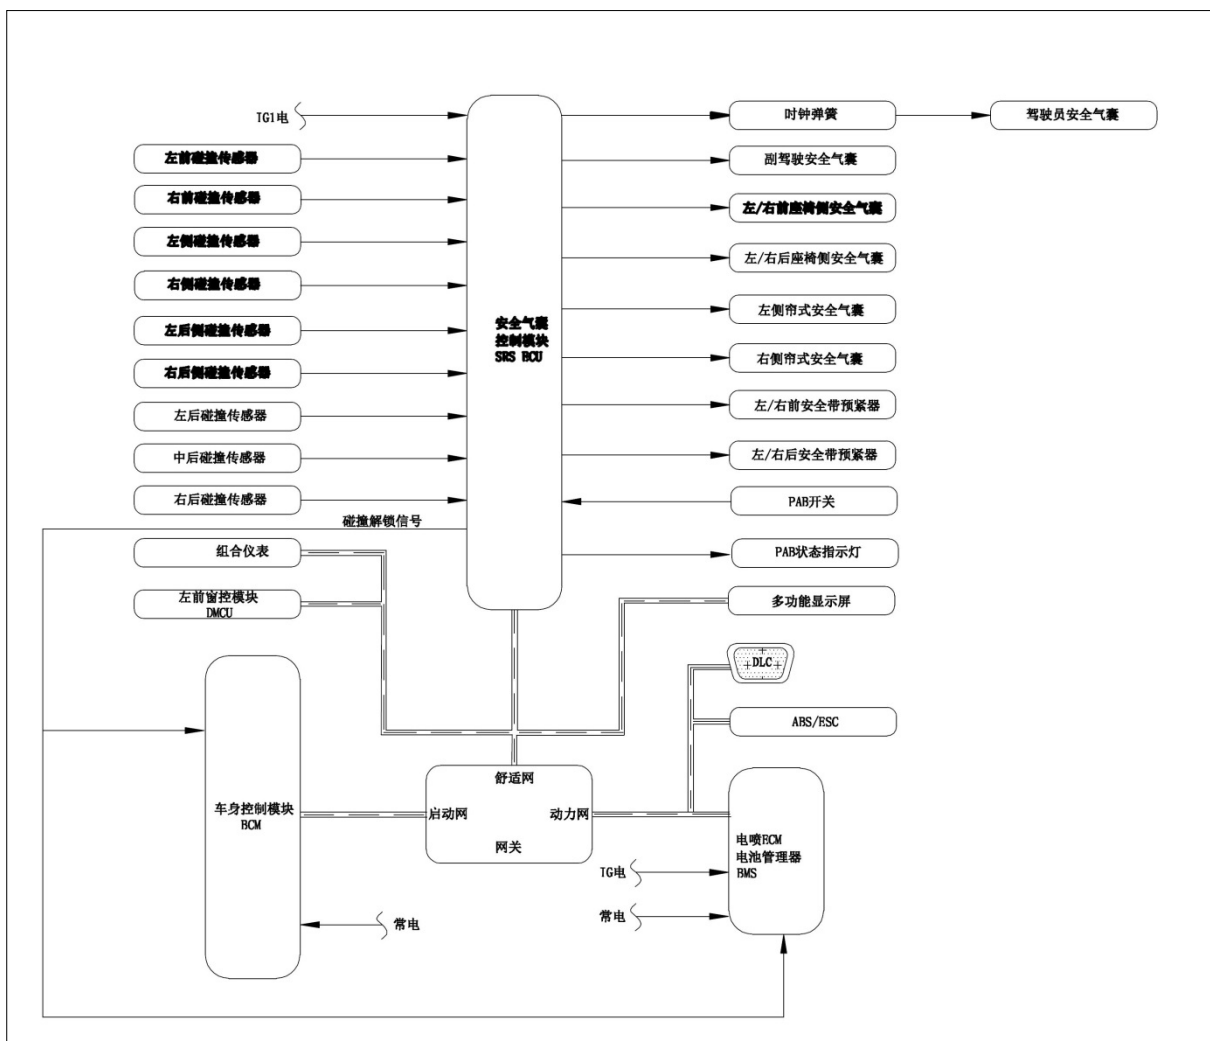 TG1电
时钟弹簧
驾驶员安全气囊
左前碰撞传感器
副驾驶安全气囊
右前碰撞传感器
左/右前座椅侧安全气囊
左侧碰撞传感器
左/右后座椅侧安全气囊
右侧碰撞传感器
左侧帘式安全气囊
左后侧碰撞传感器
安全气囊
控制模块
SRS ECU
右侧帘式安全气囊
右后侧碰撞传感器
左/右前安全带预紧器
左后碰撞传感器
左/右后安全带预紧器
中后碰撞传感器
PAB开关
右后碰撞传感器
碰撞解锁信号
组合仪表
PAB状态指示灯
左前窗控模块
DMCU
多功能显示屏
DLC
ABS/ESC
舒适网
车身控制模块
BCM
启动网
动力网
网关
电喷ECM
电池管理器
BMS
TG电
常电
常电